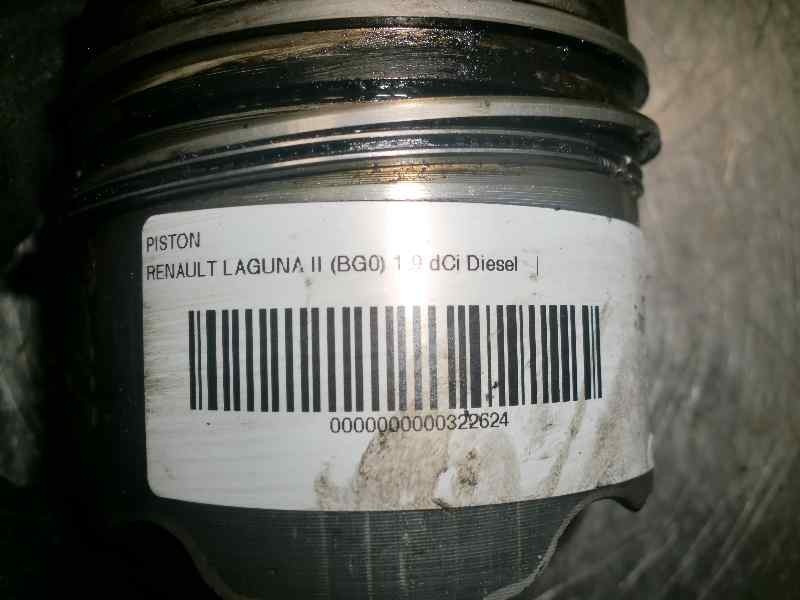 PISTON
RENAULT LAGUNA II (BG0) 1.9 dCi Diesel |
0000000000322624